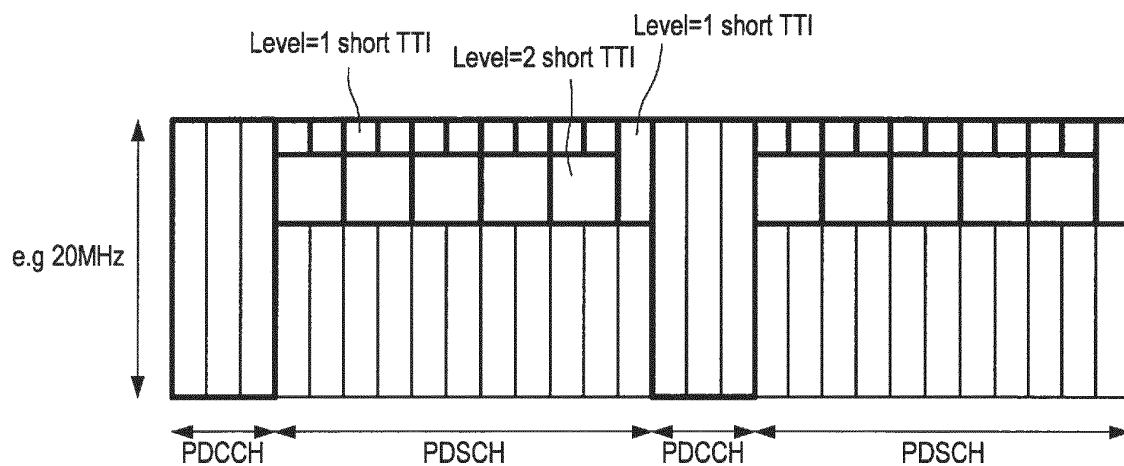 Level=1 short TTI
Level=1 short TTI
Level=2 short TTI
e.g 20MHz
PDCCH
PDSCH
PDCCH
PDSCH